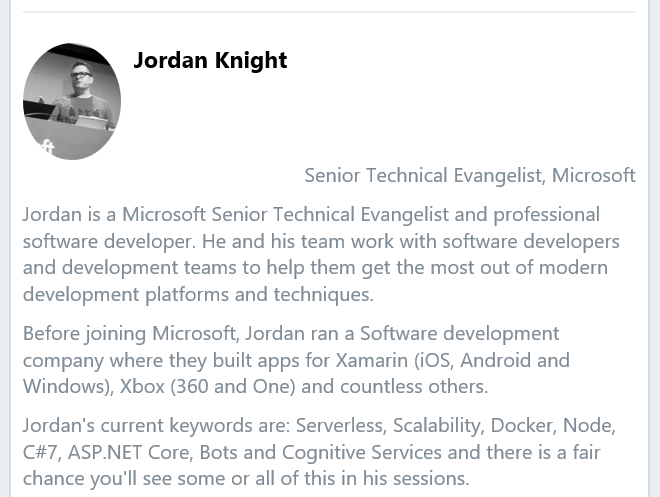 Jordan Knight
ft
Senior Technical Evangelist, Microsoft
Jordan is a Microsoft Senior Technical Evangelist and professional
software developer. He and his team work with software developers
and development teams to help them get the most out of modern
development platforms and techniques.
Before joining Microsoft, Jordan ran a Software development
company where they built apps for Xamarin (iOS, Android and
Windows), Xbox (360 and One) and countless others.
Jordan's current keywords are: Serverless, Scalability, Docker, Node,
C#7, ASP.NET Core, Bots and Cognitive Services and there is a fair
chance you'll see some or all of this in his sessions.